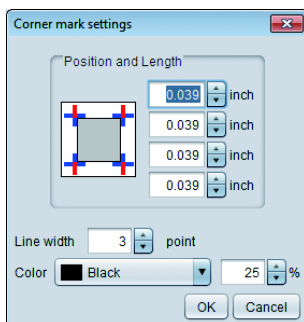 Corner mark settings
Position and Length
0.039 inch
0.039 inch
0.039 inch
0.039 inch
Line width 3 point
Color Black 25 %
OK Cancel